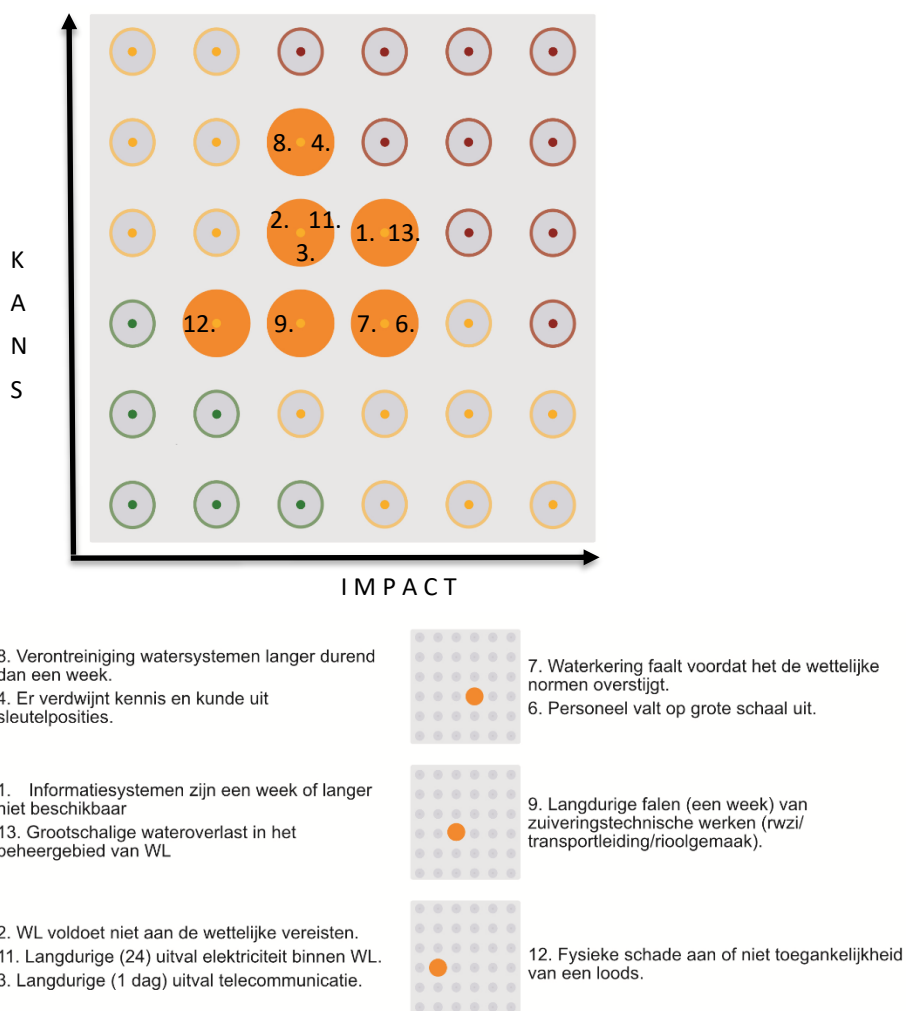 8. 4.
2. 11.
3.
1. 13.
12.
9.
7. 6.
K
A
N
S
I M P A C T
8. Verontreiniging watersystemen langer durend
dan een week.
4. Er verdwijnt kennis en kunde uit
sleutelposities.
7. Waterkering faalt voordat het de wettelijke
normen overstijgt.
6. Personeel valt op grote schaal uit.
1. Informatiesystemen zijn een week of langer
niet beschikbaar
13. Grootschalige wateroverlast in het
beheergebied van WL
9. Langdurige falen (een week) van
zuiveringstechnische werken (rwzi/
transportleiding/rioolgemaak).
2. WL voldoet niet aan de wettelijke vereisten.
11. Langdurige (24) uitval elektriciteit binnen WL.
3. Langdurige (1 dag) uitval telecommunicatie.
12. Fysieke schade aan of niet toegankelijkheid
van een loods.